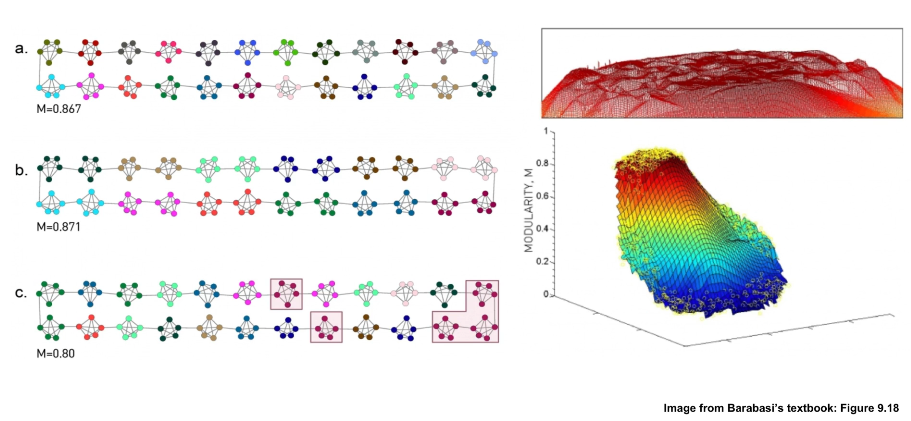 a.
M=0.867
b.
M=0.871
c.
M=0.80
1
0.8
0.6
0.4
0.2
0
MODULARITY, M
Image from Barabasi's textbook: Figure 9.18